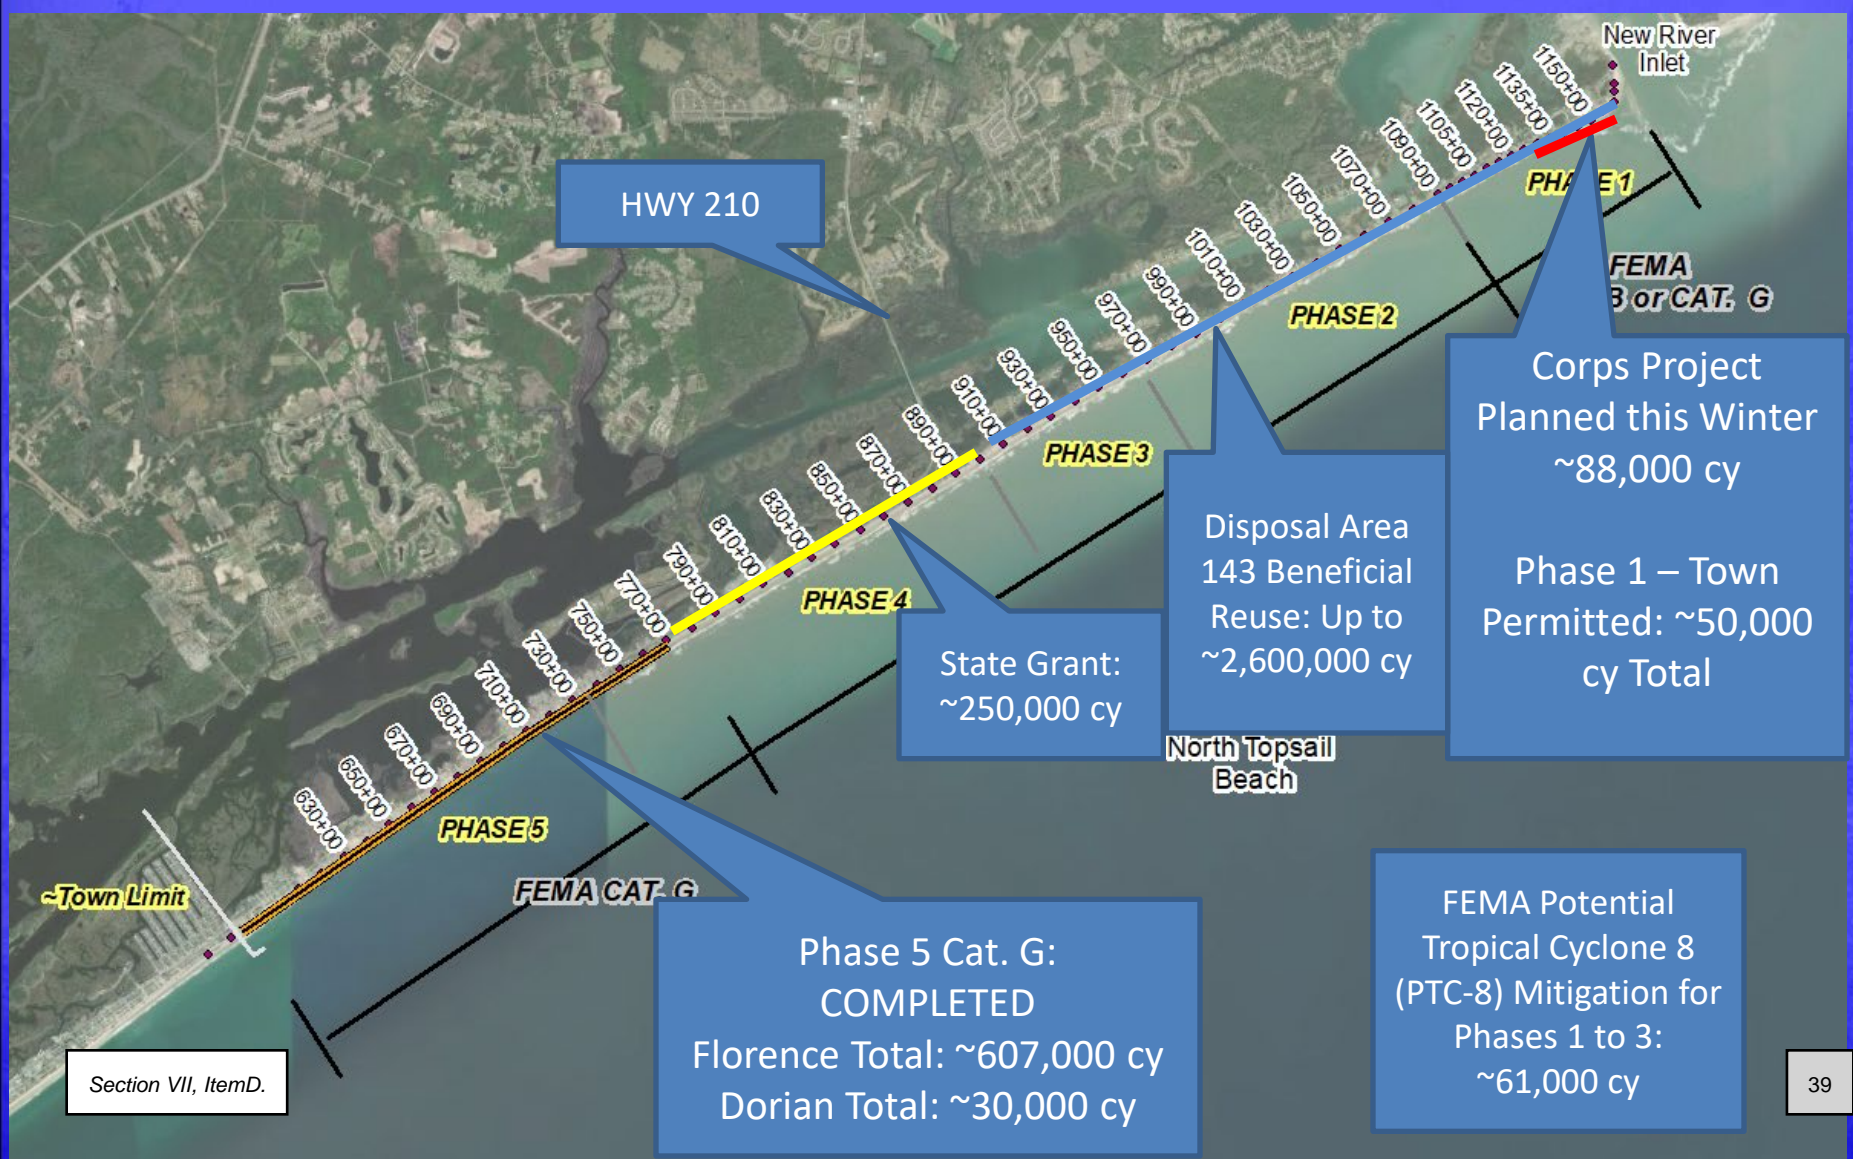 New River
Inlet
1150+00
1135+00
1120+00
1105+00
1090+00
1070+00
1050+00
1030+00
1010+00
990+00
970+00
950+00
930+00
910+00
890+00
870+00
850+00
830+00
810+00
790+00
770+00
750+00
730+00
710+00
690+00
670+00
650+00
630+00
HWY 210
PHASE 1
FEMA
B or CAT. G
PHASE 2
PHASE 3
PHASE 4
PHASE 5
~Town Limit
FEMA CAT. G
North Topsail
Beach
Corps Project
Planned this Winter
~88,000 cy
Phase 1 – Town
Permitted: ~50,000
cy Total
Disposal Area
143 Beneficial
Reuse: Up to
~2,600,000 cy
State Grant:
~250,000 cy
Phase 5 Cat. G:
COMPLETED
Florence Total: ~607,000 cy
Dorian Total: ~30,000 cy
FEMA Potential
Tropical Cyclone 8
(PTC-8) Mitigation for
Phases 1 to 3:
~61,000 cy
Section VII, ItemD.
39